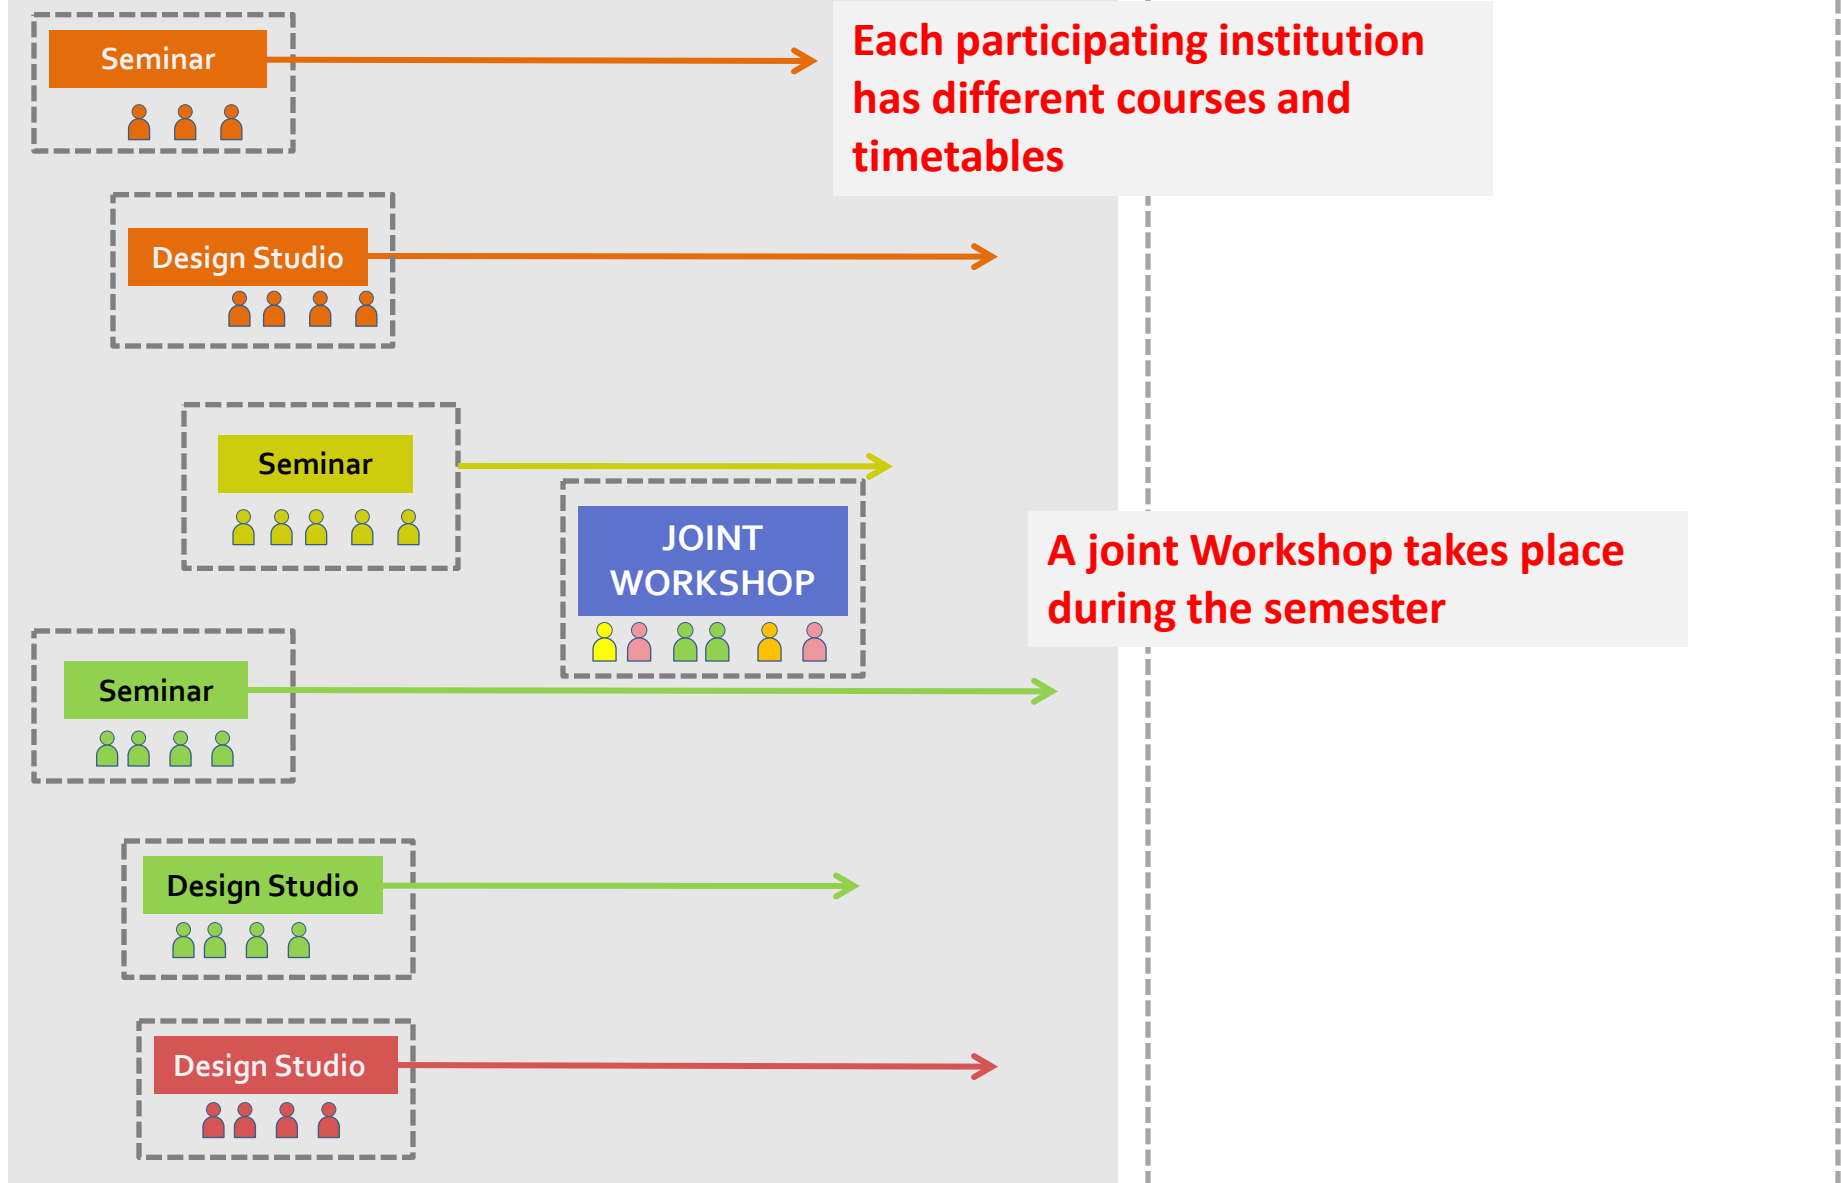 Seminar
Each participating institution
has different courses and
timetables
Design Studio
Seminar
JOINT
WORKSHOP
A joint Workshop takes place
during the semester
Seminar
Design Studio
Design Studio